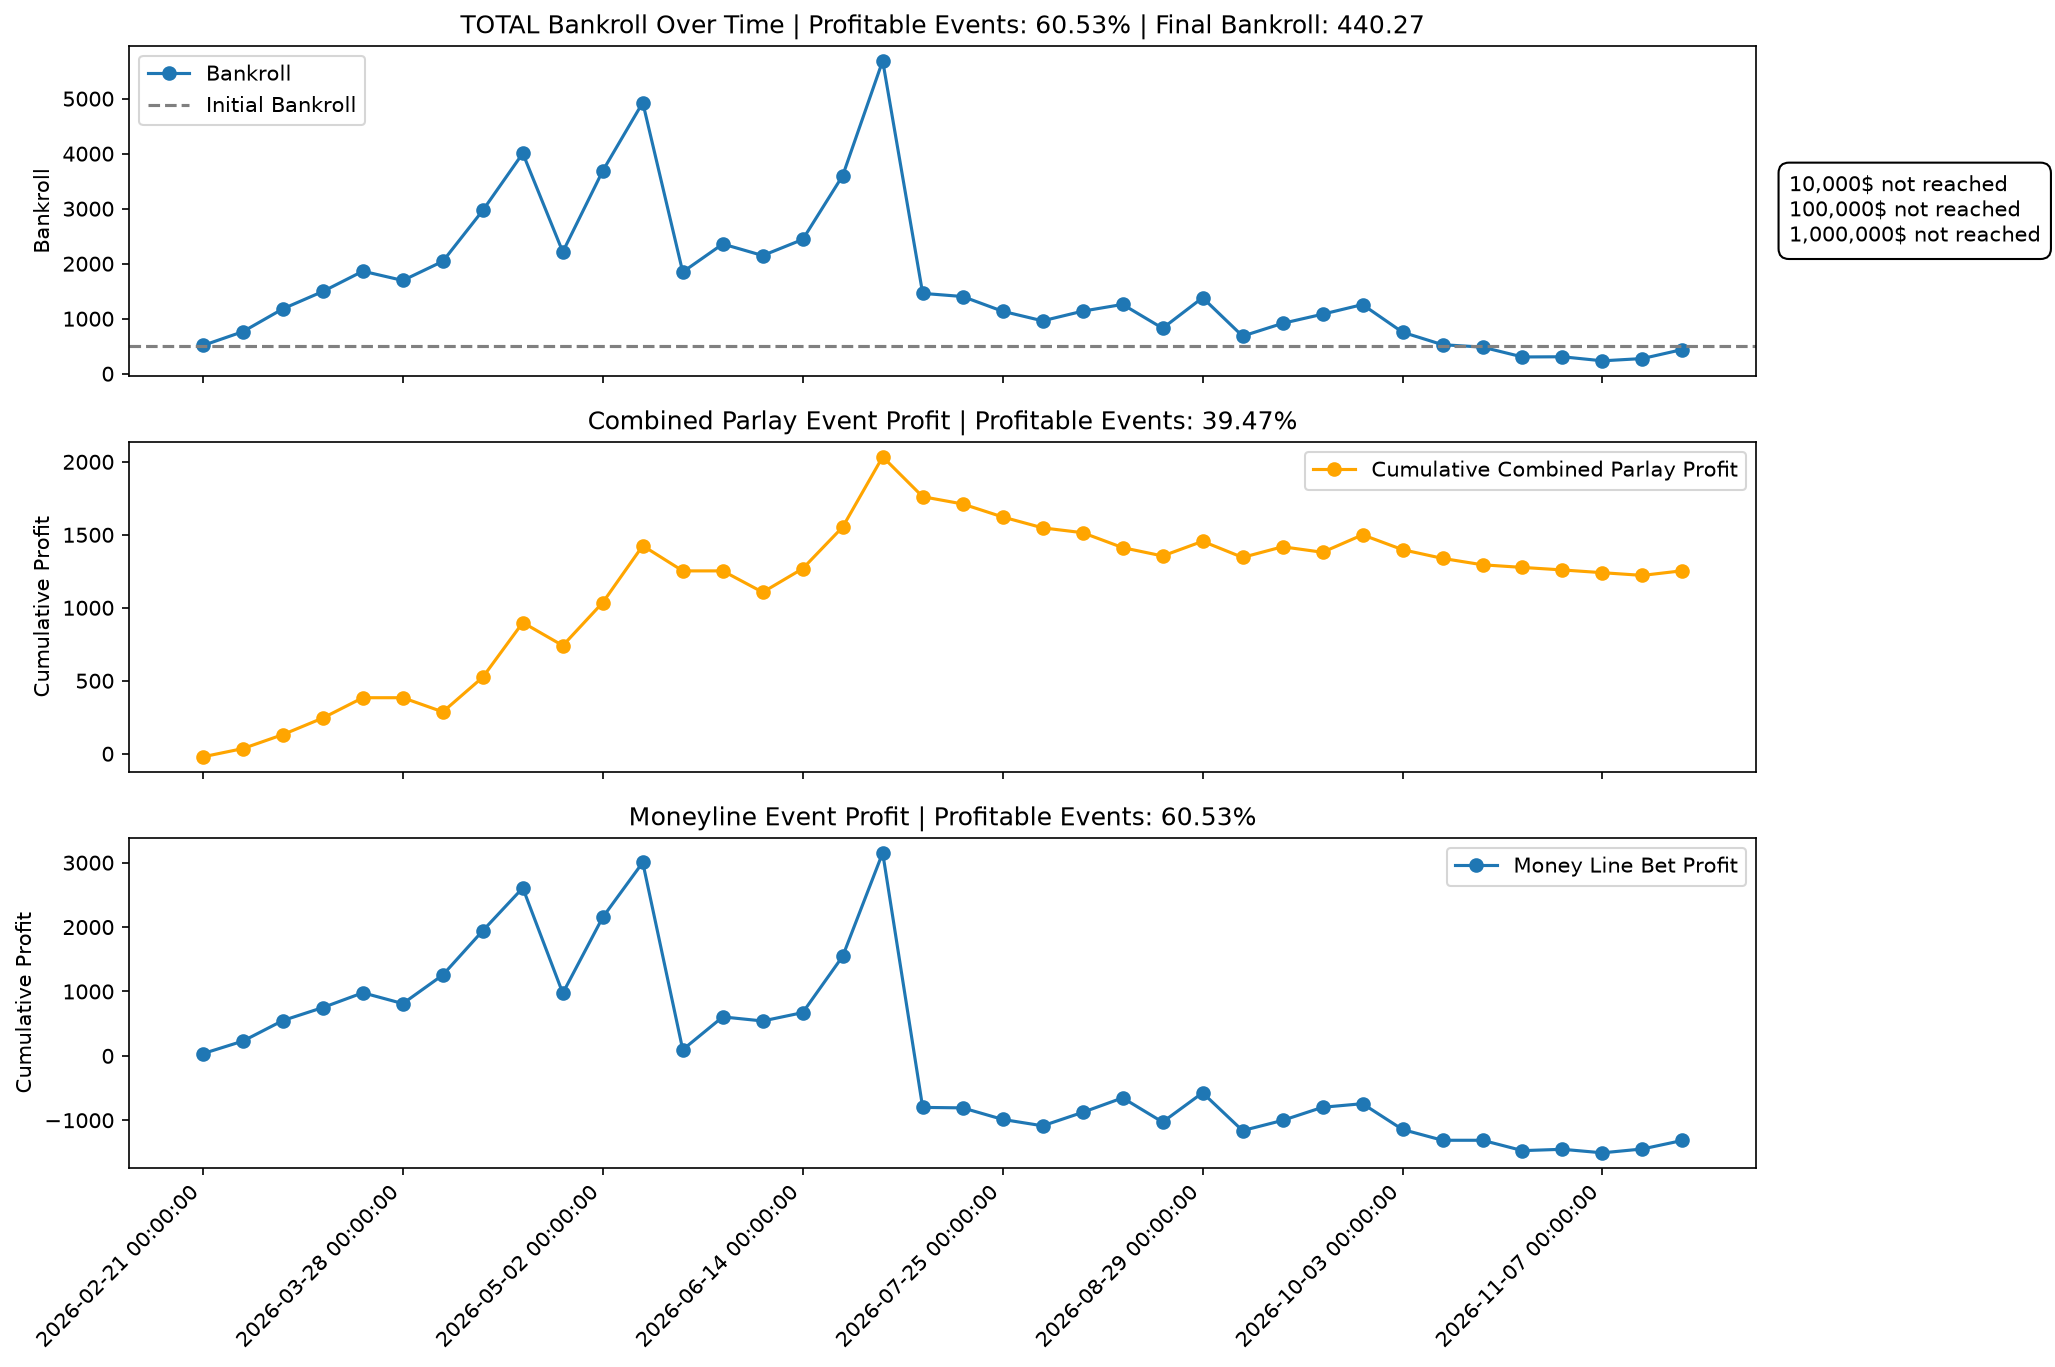 TOTAL Bankroll Over Time | Profitable Events: 60.53% | Final Bankroll: 440.27
Bankroll
Initial Bankroll
5000
4000
3000
2000
1000
0
Bankroll
10,000$ not reached
100,000$ not reached
1,000,000$ not reached
Combined Parlay Event Profit | Profitable Events: 39.47%
Cumulative Combined Parlay Profit
2000
1500
1000
500
0
Cumulative Profit
Moneyline Event Profit | Profitable Events: 60.53%
Money Line Bet Profit
3000
2000
1000
0
−1000
Cumulative Profit
2026-02-21 00:00:00
2026-03-28 00:00:00
2026-05-02 00:00:00
2026-06-14 00:00:00
2026-07-25 00:00:00
2026-08-29 00:00:00
2026-10-03 00:00:00
2026-11-07 00:00:00